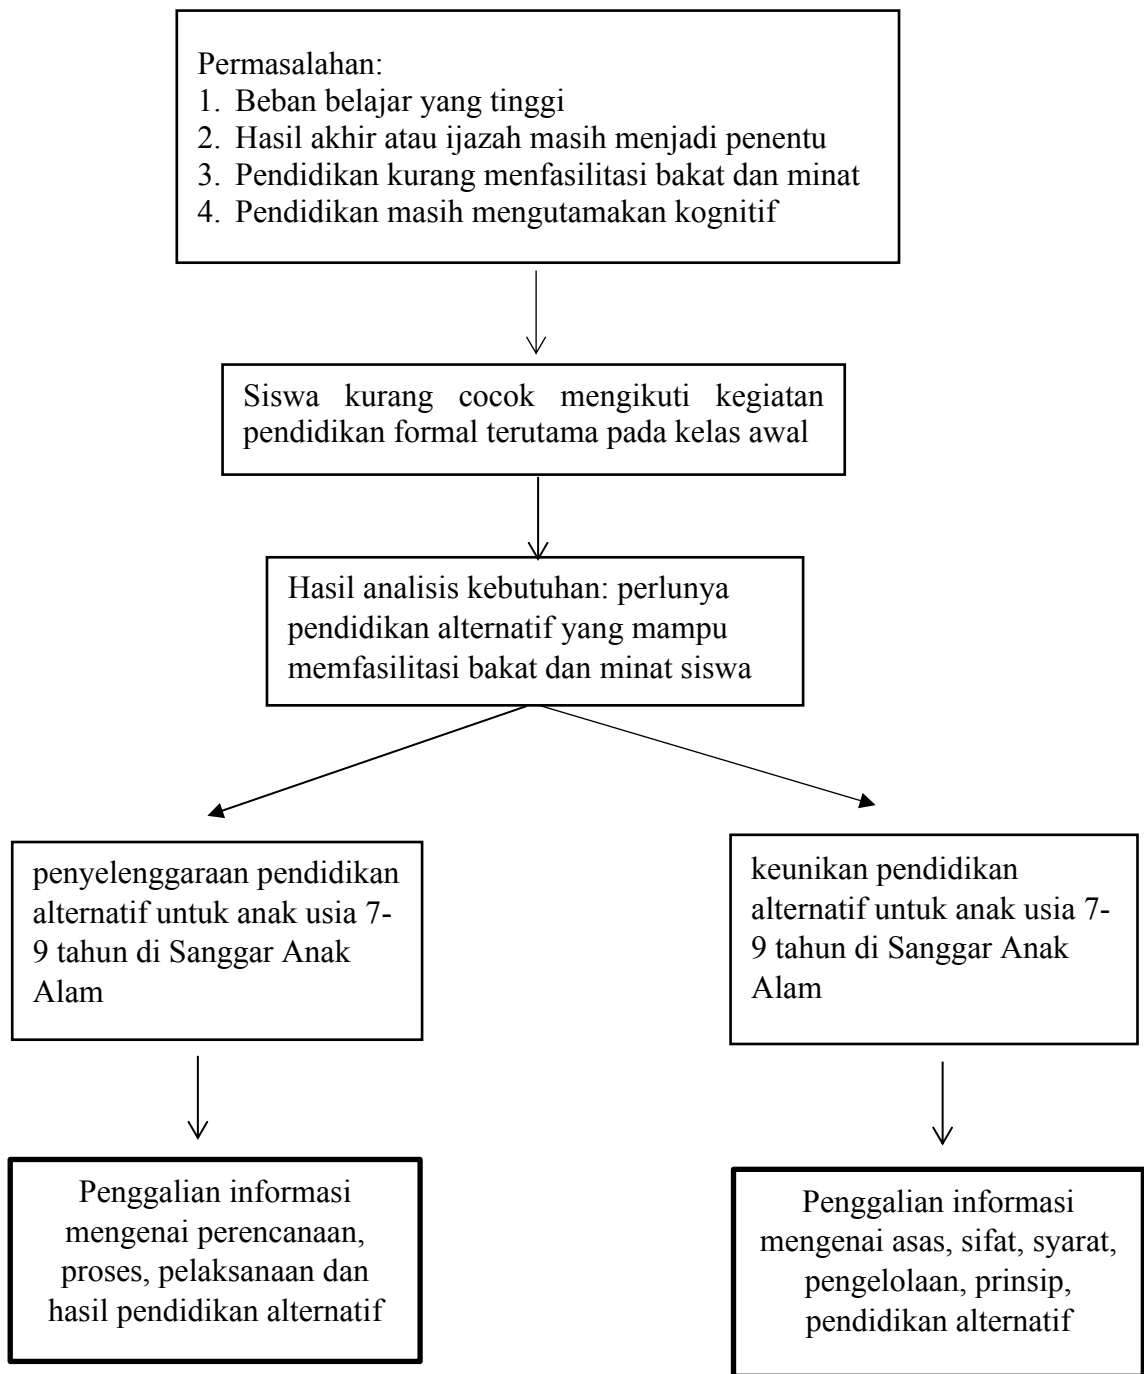 Permasalahan:
1. Beban belajar yang tinggi
2. Hasil akhir atau ijazah masih menjadi penentu
3. Pendidikan kurang menfasilitasi bakat dan minat
4. Pendidikan masih mengutamakan kognitif
Siswa kurang cocok mengikuti kegiatan
pendidikan formal terutama pada kelas awal
Hasil analisis kebutuhan: perlunya
pendidikan alternatif yang mampu
memfasilitasi bakat dan minat siswa
penyelenggaraan pendidikan
alternatif untuk anak usia 7-
9 tahun di Sanggar Anak
Alam
keunikan pendidikan
alternatif untuk anak usia 7-
9 tahun di Sanggar Anak
Alam
Penggalian informasi
mengenai perencanaan,
proses, pelaksanaan dan
hasil pendidikan alternatif
Penggalian informasi
mengenai asas, sifat, syarat,
pengelolaan, prinsip,
pendidikan alternatif